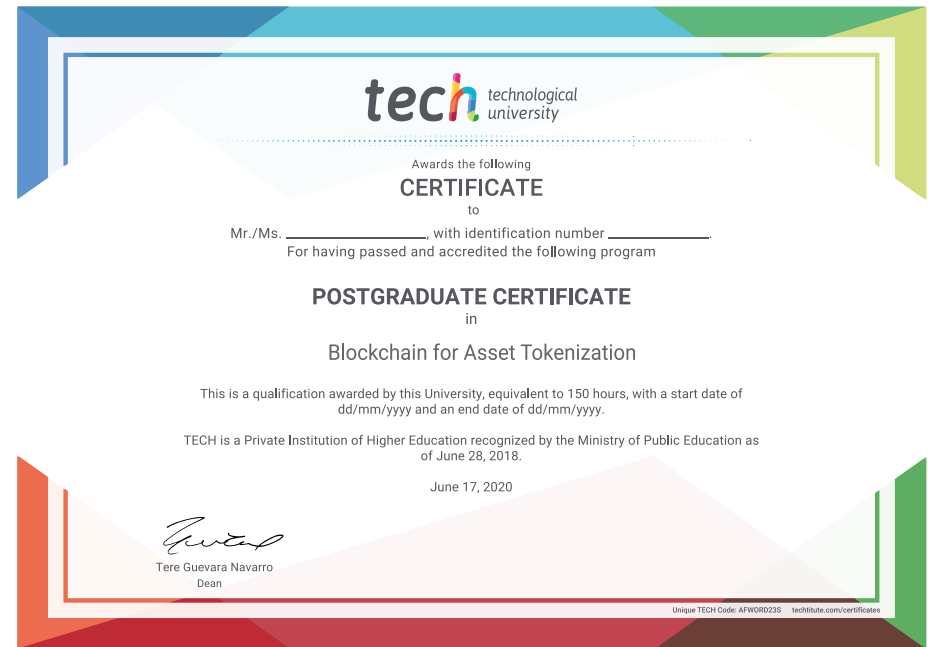 tech technological
university
Awards the following
CERTIFICATE
to
Mr./Ms. ____________, with identification number ____________.
For having passed and accredited the following program
POSTGRADUATE CERTIFICATE
in
Blockchain for Asset Tokenization
This is a qualification awarded by this University, equivalent to 150 hours, with a start date of
dd/mm/yyyy and an end date of dd/mm/yyyy.
TECH is a Private Institution of Higher Education recognized by the Ministry of Public Education as
of June 28, 2018.
June 17, 2020
Tere Guevara Navarro
Dean
Unique TECH Code: AFWORD23S techtitute.com/certificates